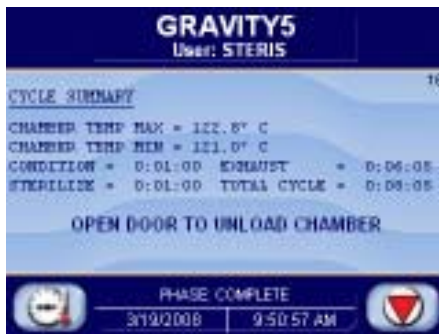 GRAVITY5
User: STERIS
CYCLE SUMMARY
CHAMBER TEMP MAX = 122.8° C
CHAMBER TEMP MIN = 121.0° C
CONDITION = 0:01:00 EXHAUST = 0:06:05
STERILIZE = 0:01:00 TOTAL CYCLE = 0:08:05
OPEN DOOR TO UNLOAD CHAMBER
PHASE COMPLETE
3/19/2008 9:50:57 AM